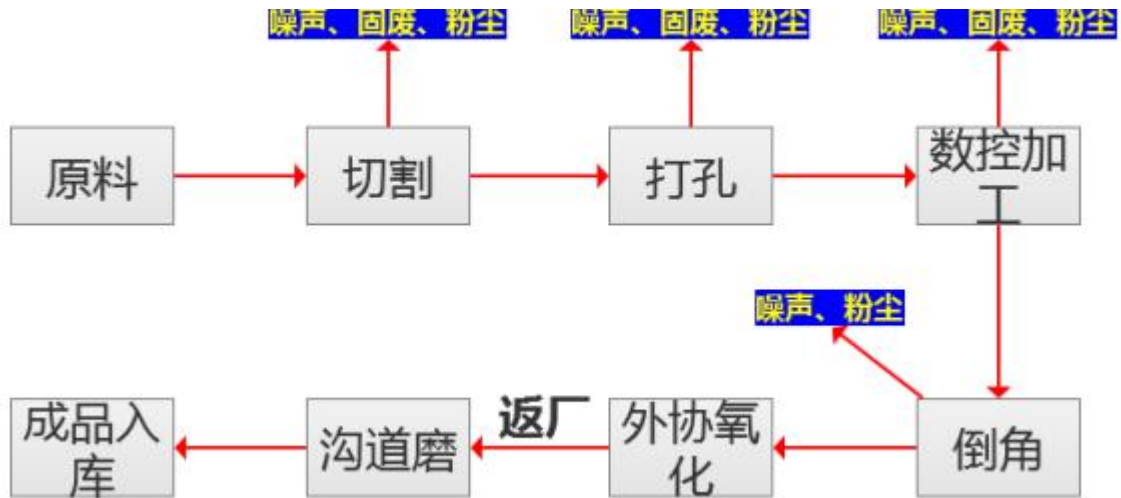 噪声、固废、粉尘
噪声、固废、粉尘
噪声、固废、粉尘
原料
切割
打孔
数控加
工
噪声、粉尘
成品入
库
沟道磨
返厂
外协氧
化
倒角